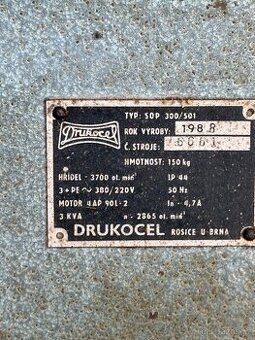 Drukocel
TYP: SOP 300/501
ROK VÝROBY: 1988
Č. STROJE: 6061
HMOTNOST: 150 kg
HŘÍDEL - 3700 ot. min⁻¹ IP 44
3 + PE ~ 380/220V 50 Hz
MOTOR 4AP 90L-2 In - 4,7A
3 KVA n - 2865 ot. min⁻¹
DRUKOCEL ROSICE U BRNA